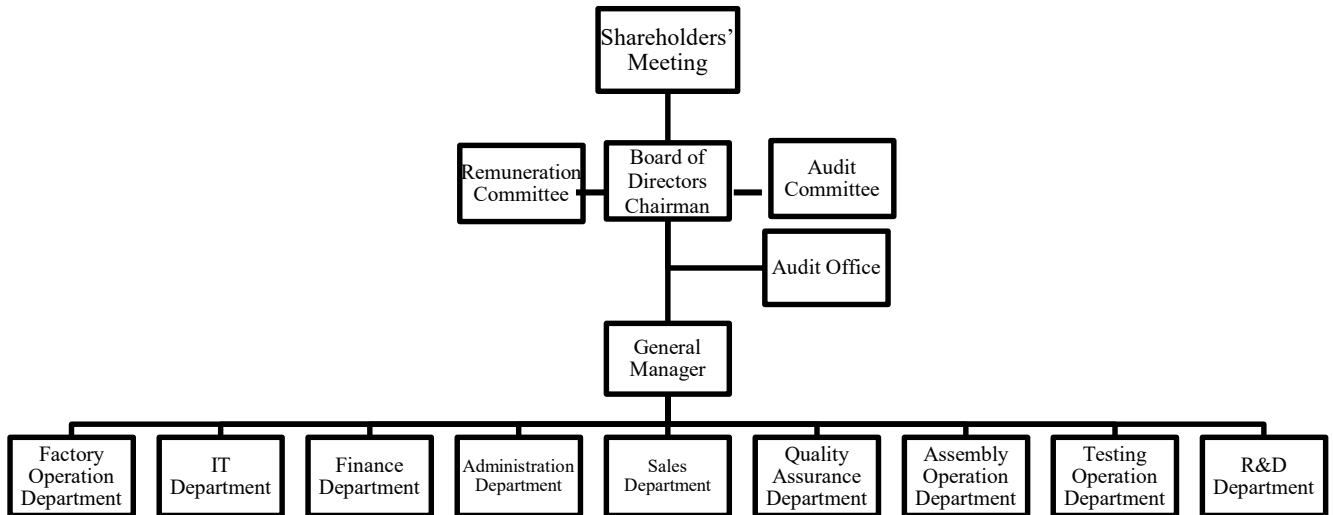 Shareholders’
Meeting
Remuneration
Committee
Board of
Directors
Chairman
Audit
Committee
Audit Office
General
Manager
Factory
Operation
Department
IT
Department
Finance
Department
Administration
Department
Sales
Department
Quality
Assurance
Department
Assembly
Operation
Department
Testing
Operation
Department
R&D
Department